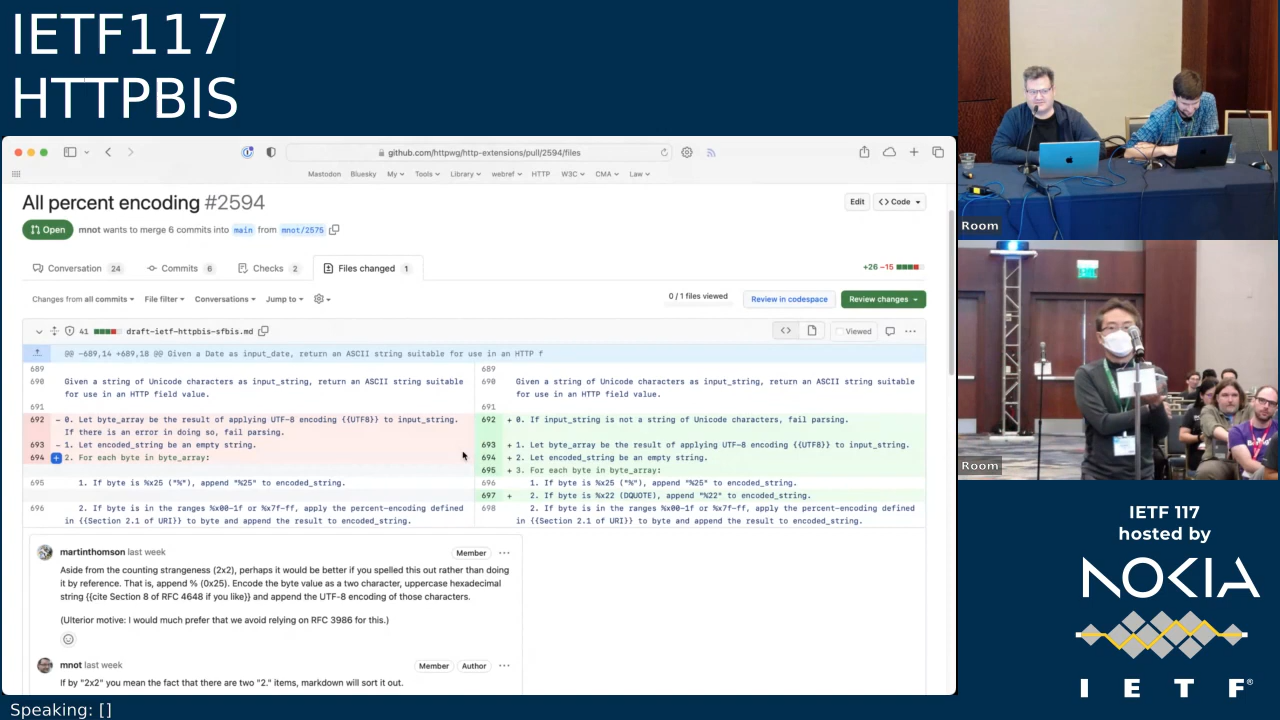 IETF117
HTTPBIS
github.com/httpwg/http-extensions/pull/2594/files
Mastodon Bluesky My Tools Library webref HTTP W3C CMA Law
All percent encoding #2594
Edit <> Code
Open mnot wants to merge 6 commits into main from mnot/2575
Conversation 24 Commits 6 Checks 2 Files changed 1 +26 −15
Changes from all commits File filter Conversations Jump to 0 / 1 files viewed Review in codespace Review changes
41 draft-ietf-httpbis-sfbis.md <> Viewed ...
@@ -689,14 +689,18 @@ Given a Date as input_date, return an ASCII string suitable for use in an HTTP f
689
690 Given a string of Unicode characters as input_string, return an ASCII string suitable
for use in an HTTP field value.
691
692 - 0. Let byte_array be the result of applying UTF-8 encoding {{UTF8}} to input_string.
If there is an error in doing so, fail parsing.
693 - 1. Let encoded_string be an empty string.
694 - 2. For each byte in byte_array:
695 1. If byte is %x25 ("%"), append "%25" to encoded_string.
696 2. If byte is in the ranges %x00-1f or %x7f-ff, apply the percent-encoding defined
in {{Section 2.1 of URI}} to byte and append the result to encoded_string.
689
690 Given a string of Unicode characters as input_string, return an ASCII string suitable
for use in an HTTP field value.
691
692 + 0. If input_string is not a string of Unicode characters, fail parsing.
693 + 1. Let byte_array be the result of applying UTF-8 encoding {{UTF8}} to input_string.
694 + 2. Let encoded_string be an empty string.
695 + 3. For each byte in byte_array:
696 1. If byte is %x25 ("%"), append "%25" to encoded_string.
697 + 2. If byte is %x22 (DQUOTE), append "%22" to encoded_string.
698 2. If byte is in the ranges %x00-1f or %x7f-ff, apply the percent-encoding defined
in {{Section 2.1 of URI}} to byte and append the result to encoded_string.
martinthomson last week Member ...
Aside from the counting strangeness (2x2), perhaps it would be better if you spelled this out rather than doing
it by reference. That is, append % (0x25). Encode the byte value as a two character, uppercase hexadecimal
string {{cite Section 8 of RFC 4648 if you like}} and append the UTF-8 encoding of those characters.
(Ulterior motive: I would much prefer that we avoid relying on RFC 3986 for this.)
mnot last week Member Author ...
If by "2x2" you mean the fact that there are two "2." items, markdown will sort it out.
Speaking: []
Room
Room
IETF 117
hosted by
NOKIA
I E T F®